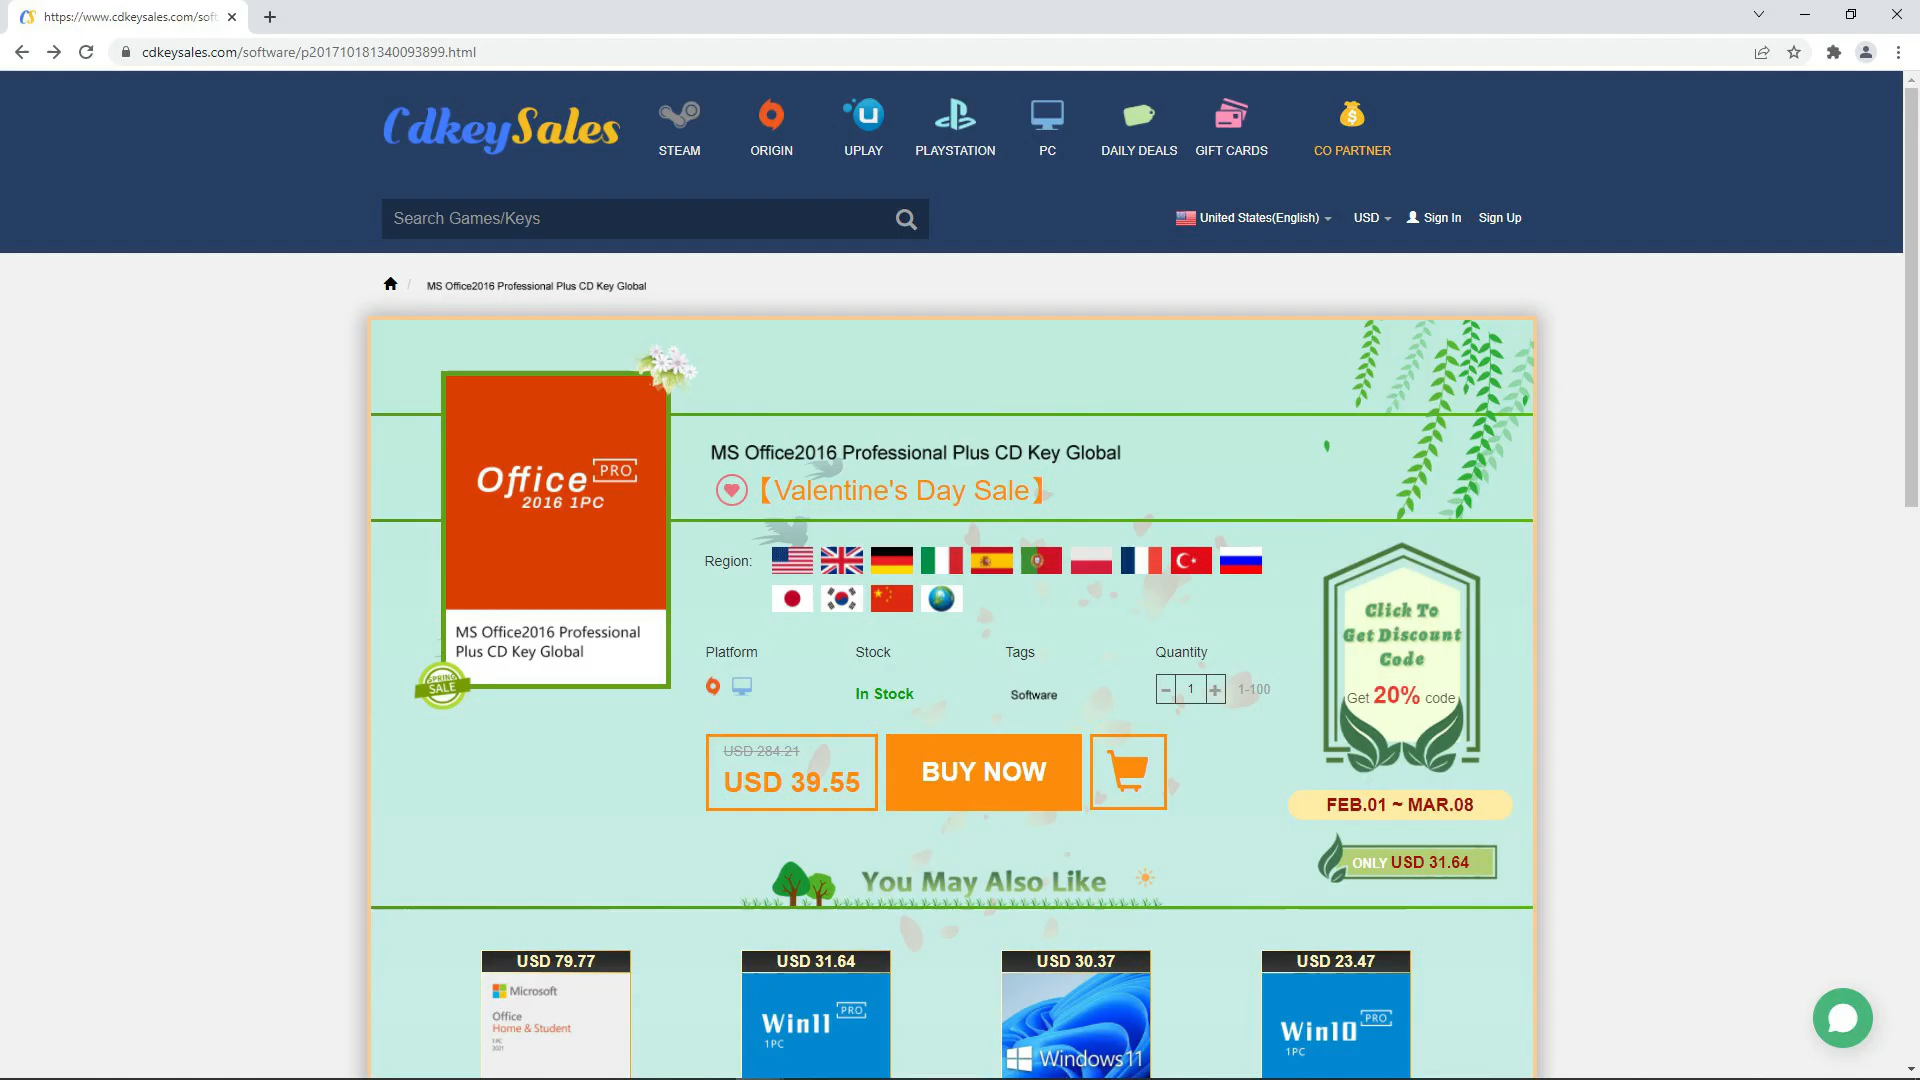 https://www.cdkeysales.com/soft
cdkeysales.com/software/p201710181340093899.html
CdkeySales
STEAM
ORIGIN
UPLAY
PLAYSTATION
PC
DAILY DEALS
GIFT CARDS
CO PARTNER
Search Games/Keys
United States(English)
USD
Sign In
Sign Up
/ MS Office2016 Professional Plus CD Key Global
Office PRO
2016 1PC
MS Office2016 Professional
Plus CD Key Global
SPRING
SALE
MS Office2016 Professional Plus CD Key Global
【Valentine's Day Sale】
Region:
Platform
Stock
Tags
Quantity
In Stock
Software
- 1 +
1-100
USD 284.21
USD 39.55
BUY NOW
Click To
Get Discount
Code
Get 20% code
FEB.01 ~ MAR.08
ONLY USD 31.64
You May Also Like
USD 79.77
Microsoft
Office
Home & Student
1 PC
2021
USD 31.64
Win11 PRO
1PC
USD 30.37
Windows 11
USD 23.47
Win10 PRO
1PC